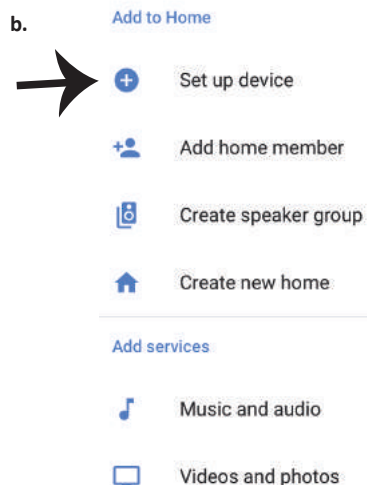 b.
Add to Home
Set up device
Add home member
Create speaker group
Create new home
Add services
Music and audio
Videos and photos